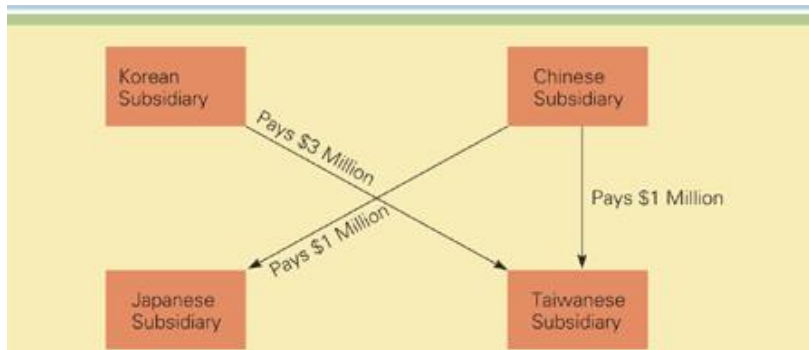 Korean
Subsidiary
Chinese
Subsidiary
Pays $3 Million
Pays $1 Million
Pays $1 Million
Japanese
Subsidiary
Taiwanese
Subsidiary